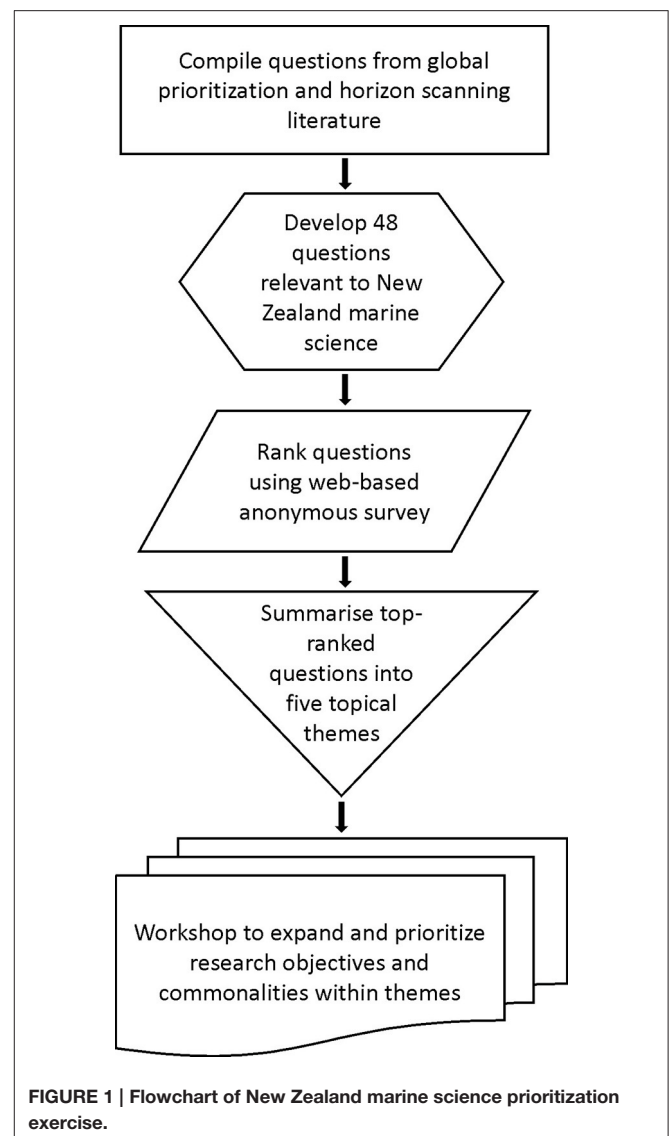 Compile questions from global
prioritization and horizon scanning
literature
Develop 48
questions
relevant to New
Zealand marine
science
Rank questions
using web-based
anonymous survey
Summarise top-
ranked
questions into
five topical
themes
Workshop to expand and prioritize
research objectives and
commonalities within themes
FIGURE 1 | Flowchart of New Zealand marine science prioritization
exercise.